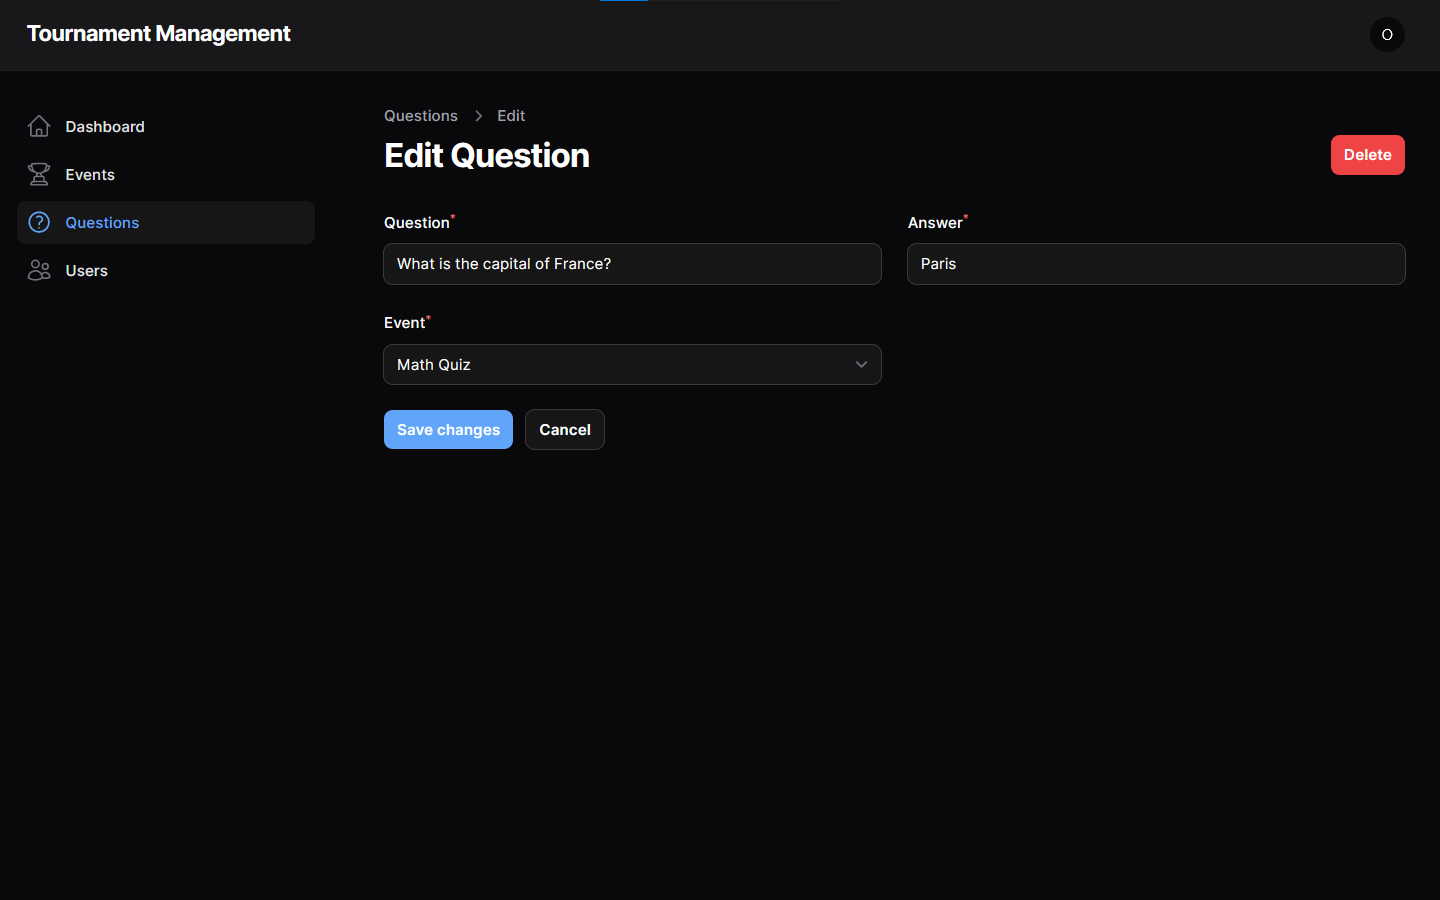 Tournament Management
O
Dashboard
Events
Questions
Users
Questions > Edit
Edit Question
Delete
Question*
What is the capital of France?
Answer*
Paris
Event*
Math Quiz
Save changes
Cancel